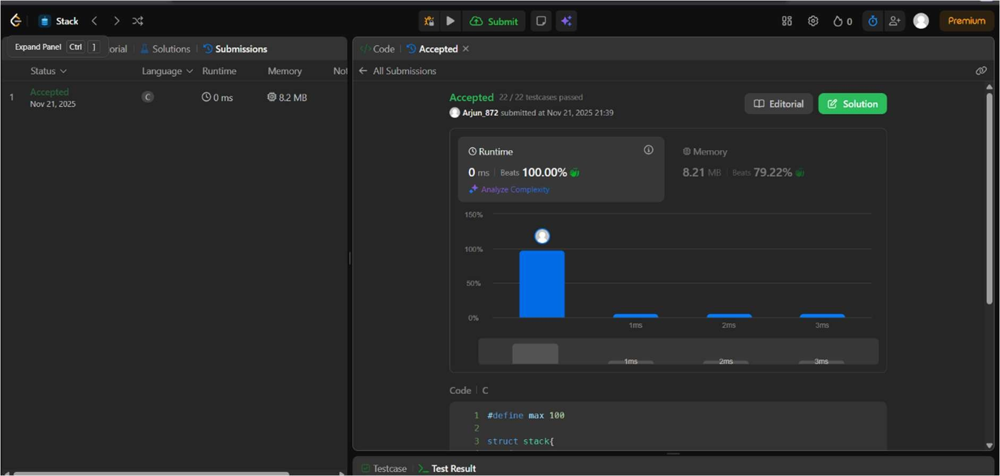 Stack
Submit
0
Premium
Expand Panel Ctrl ]
orial
Solutions
Submissions
Status
Language
Runtime
Memory
Not
1
Accepted
Nov 21, 2025
C
0 ms
8.2 MB
</> Code
Accepted
All Submissions
Accepted 22 / 22 testcases passed
Arjun_872 submitted at Nov 21, 2025 21:39
Editorial
Solution
Runtime
0 ms
Beats 100.00%
Analyze Complexity
Memory
8.21 MB
Beats 79.22%
150%
100%
50%
0%
1ms
2ms
3ms
1ms
2ms
3ms
Code
C
1 #define max 100
2
3 struct stack{
Testcase
>_ Test Result